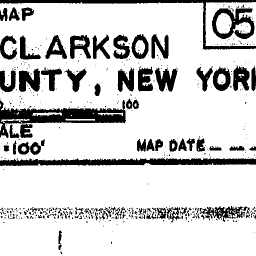 MAP
05
CLARKSON
UNTY, NEW YORK
100
ALE
=100'
MAP DATE